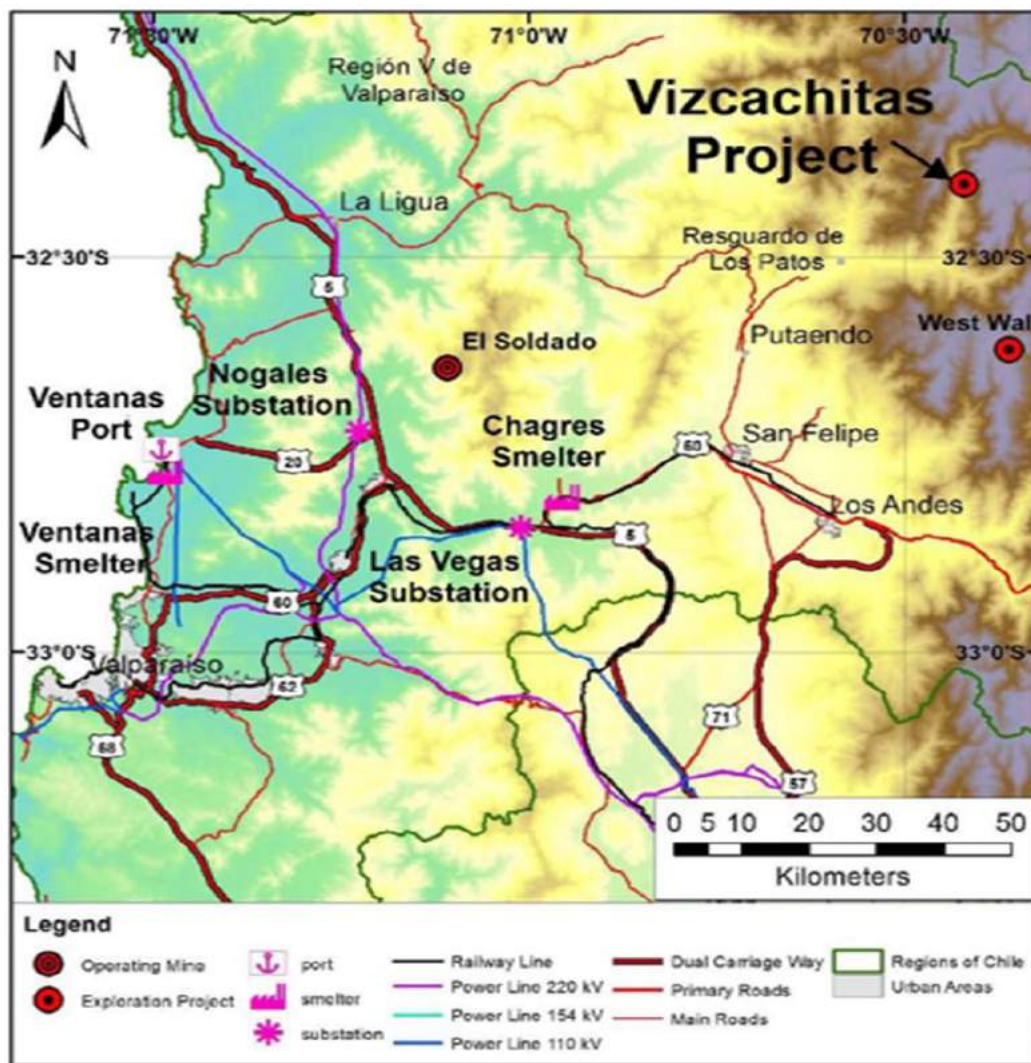 71°30'W
71°0'W
70°30'W
N
Región V de
Valparaíso
Vizcachitas
Project
La Ligua
Resguardo de
Los Patos
32°30'S
32°30'S
5
Putaendo
West Wal
El Soldado
Nogales
Substation
Ventanas
Port
Chagres
Smelter
San Felipe
60
20
Los Andes
Ventanas
Smelter
5
Las Vegas
Substation
60
33°0'S
33°0'S
Valparaiso
62
71
68
57
0 5 10 20 30 40 50
Kilometers
Legend
Operating Mine
Exploration Project
port
smelter
substation
Railway Line
Power Line 220 kV
Power Line 154 kV
Power Line 110 kV
Dual Carriage Way
Primary Roads
Main Roads
Regions of Chile
Urban Areas